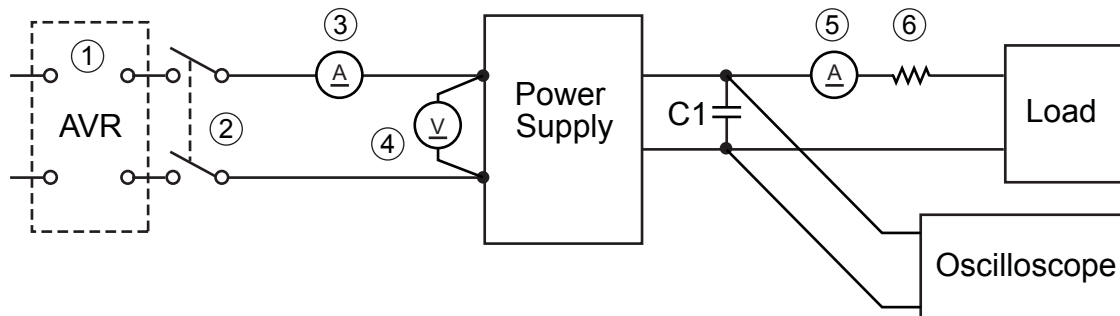 ①
AVR
②
③
A
④
V
Power
Supply
C1
⑤
A
⑥
Load
Oscilloscope